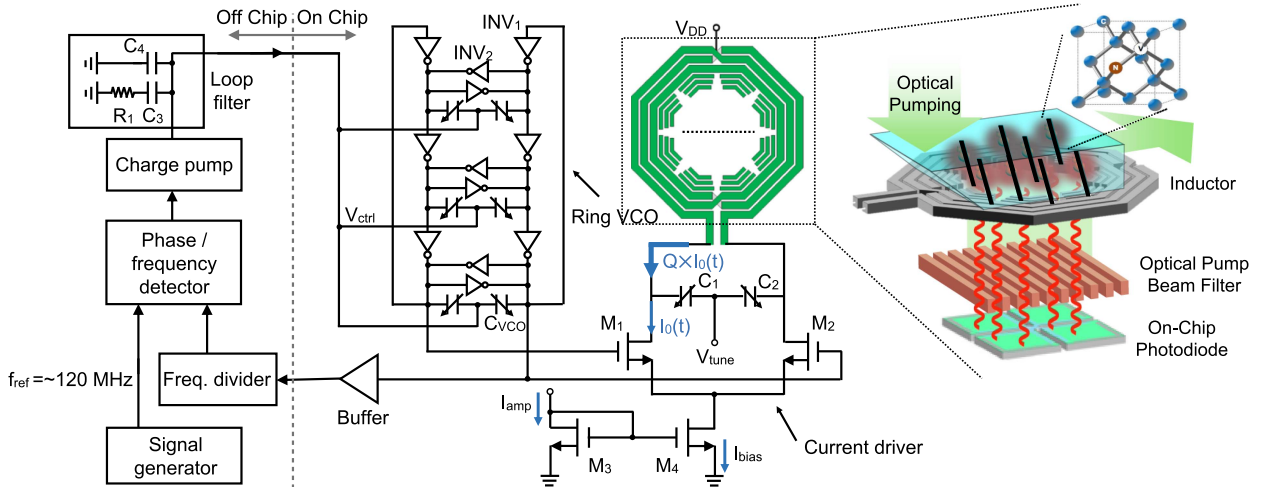 Off Chip On Chip
C4
R1 C3
Loop
filter
Charge pump
Phase /
frequency
detector
fref =~120 MHz
Freq. divider
Signal
generator
Buffer
Vctrl
INV1
INV2
CVCO
Ring VCO
VDD
Q×I0(t)
I0(t)
C1
C2
Vtune
M1
M2
Iamp
M3
M4
Ibias
Current driver
Optical
Pumping
C
V
N
Inductor
Optical Pump
Beam Filter
On-Chip
Photodiode